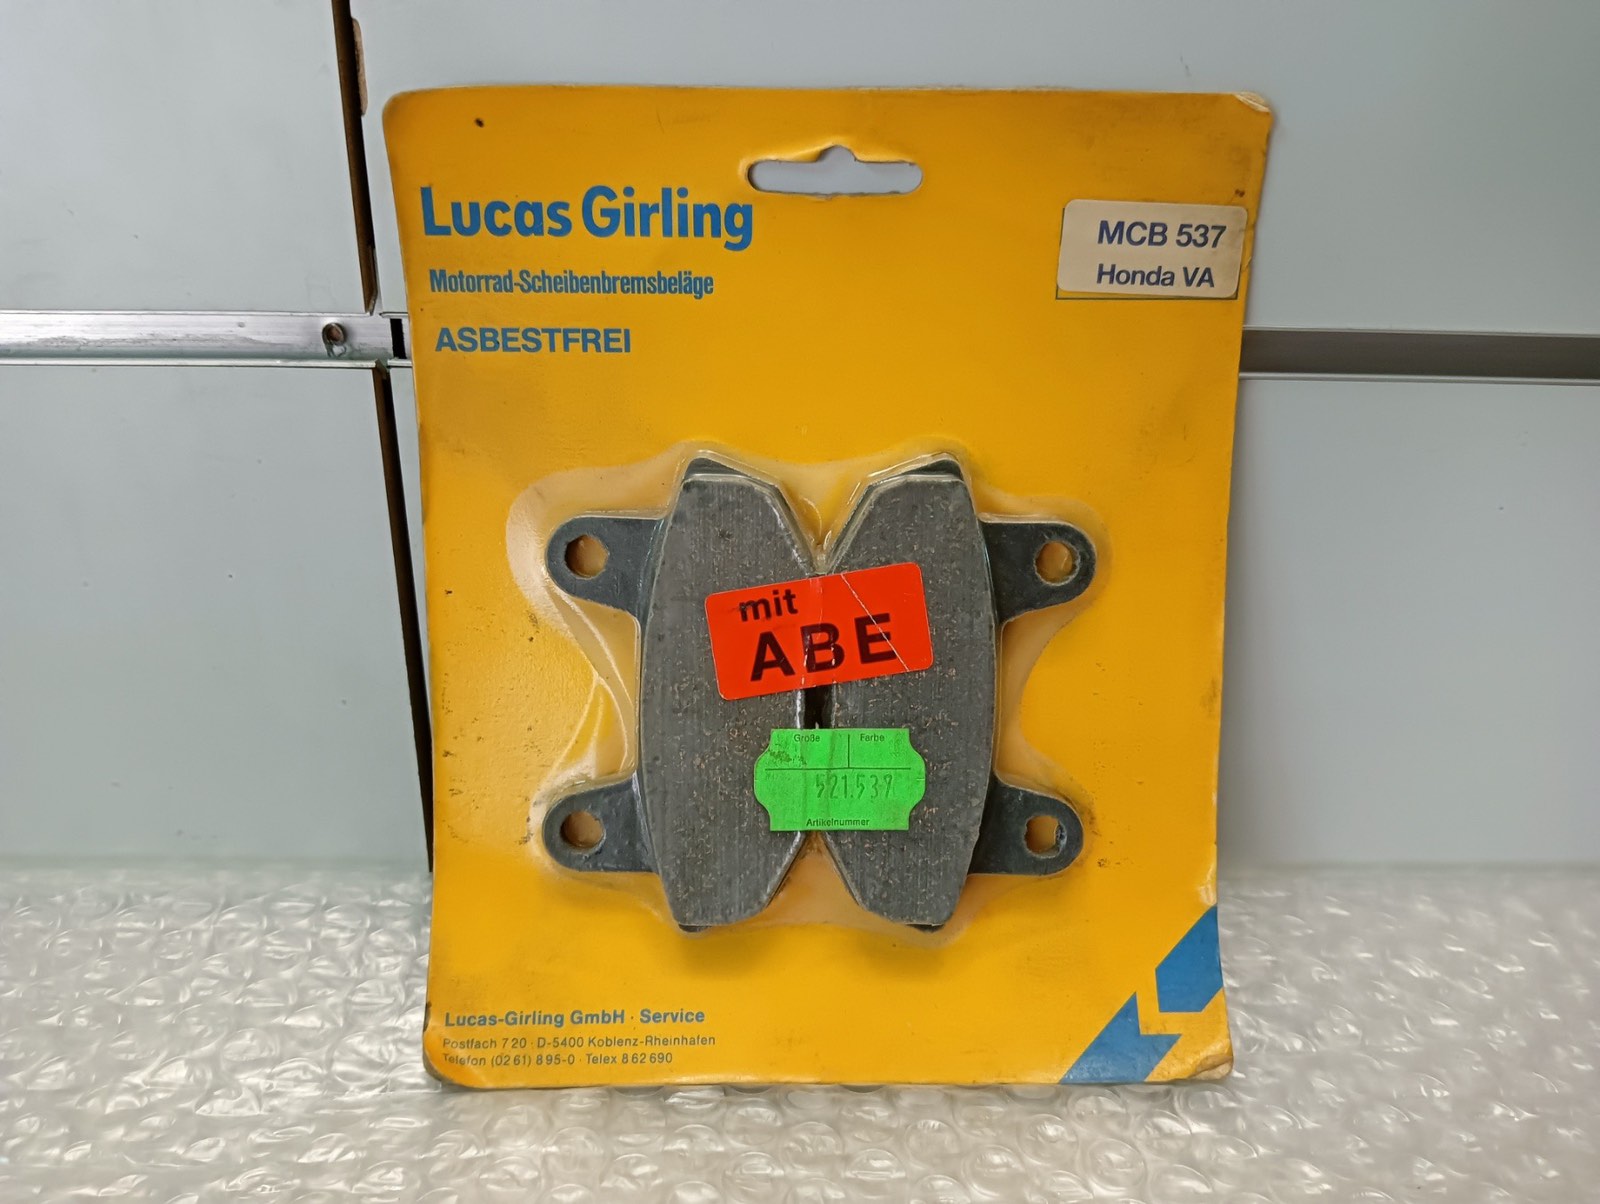 Lucas Girling
Motorrad-Scheibenbremsbeläge
ASBESTFREI
MCB 537
Honda VA
mit
ABE
Größe Farbe
521.537
Artikelnummer
Lucas-Girling GmbH · Service
Postfach 720 · D-5400 Koblenz-Rheinhafen
Telefon (0261) 895-0 · Telex 862690